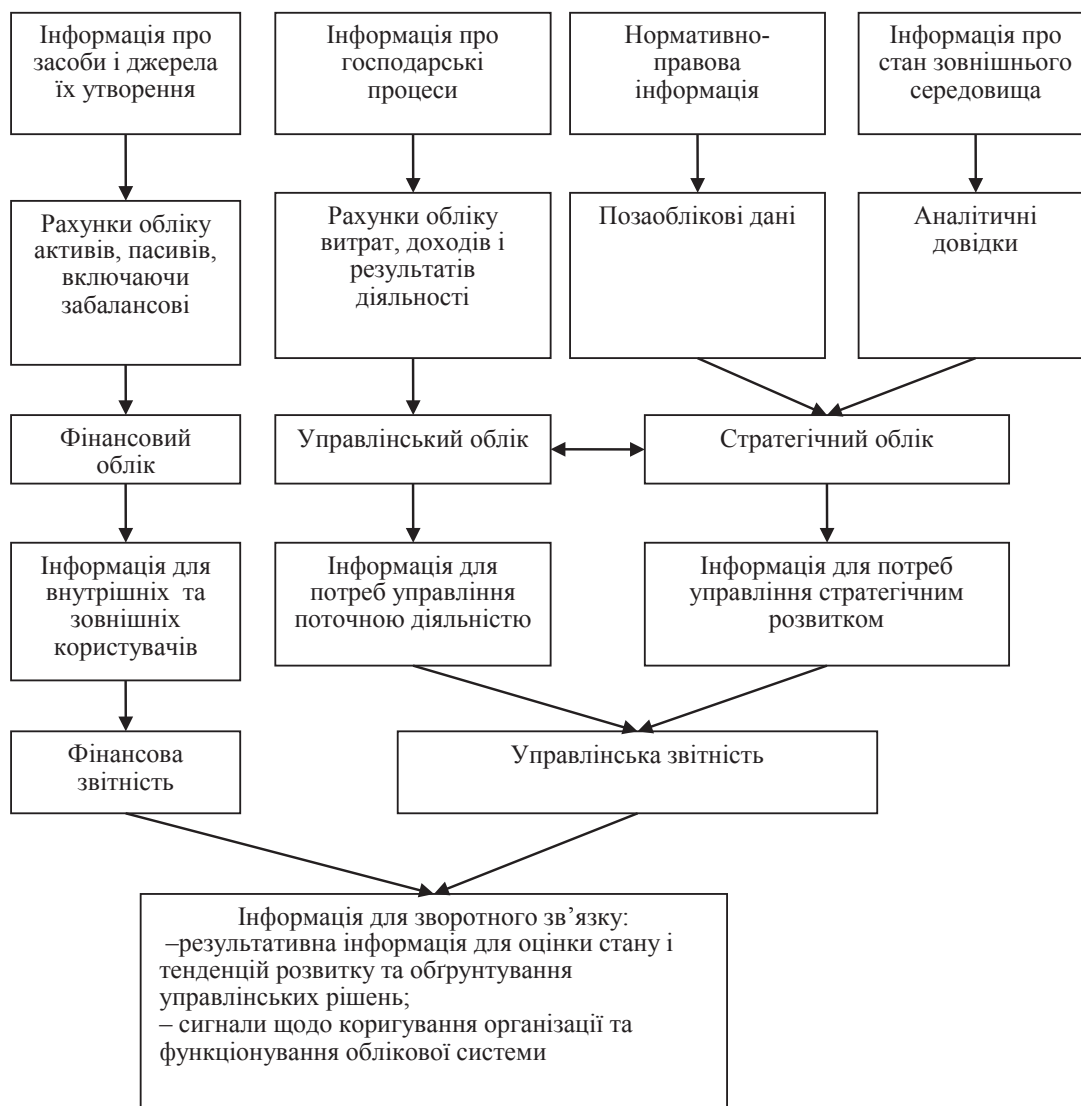 Інформація про
засоби і джерела
їх утворення
Інформація про
господарські
процеси
Нормативно-
правова
інформація
Інформація про
стан зовнішнього
середовища
Рахунки обліку
активів, пасивів,
включаючи
забалансові
Рахунки обліку
витрат, доходів і
результатів
діяльності
Позаоблікові дані
Аналітичні
довідки
Фінансовий
облік
Управлінський облік
Стратегічний облік
Інформація для
внутрішніх та
зовнішніх
користувачів
Інформація для
потреб управління
поточною діяльністю
Інформація для потреб
управління стратегічним
розвитком
Фінансова
звітність
Управлінська звітність
Інформація для зворотного зв’язку:
–результативна інформація для оцінки стану і
тенденцій розвитку та обґрунтування
управлінських рішень;
– сигнали щодо коригування організації та
функціонування облікової системи